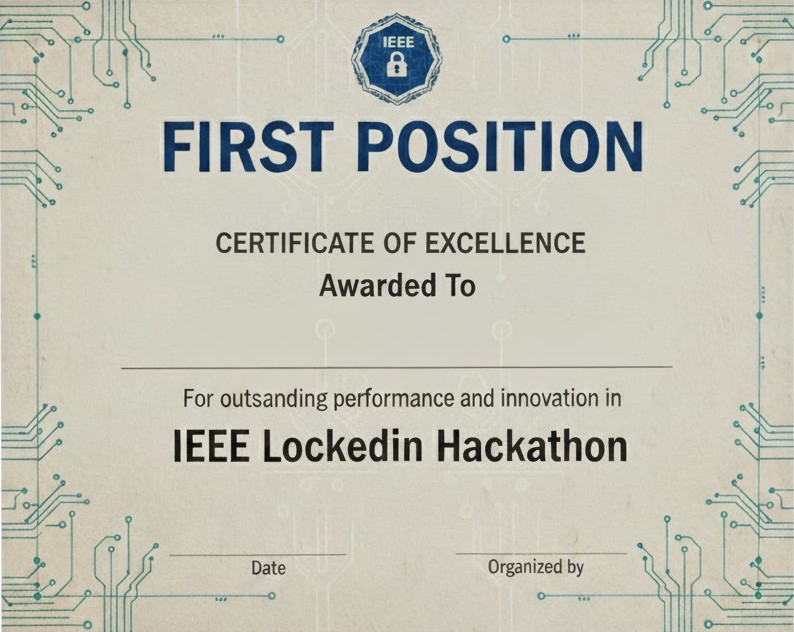 IEEE
FIRST POSITION
CERTIFICATE OF EXCELLENCE
Awarded To
For outsanding performance and innovation in
IEEE Lockedin Hackathon
Date
Organized by